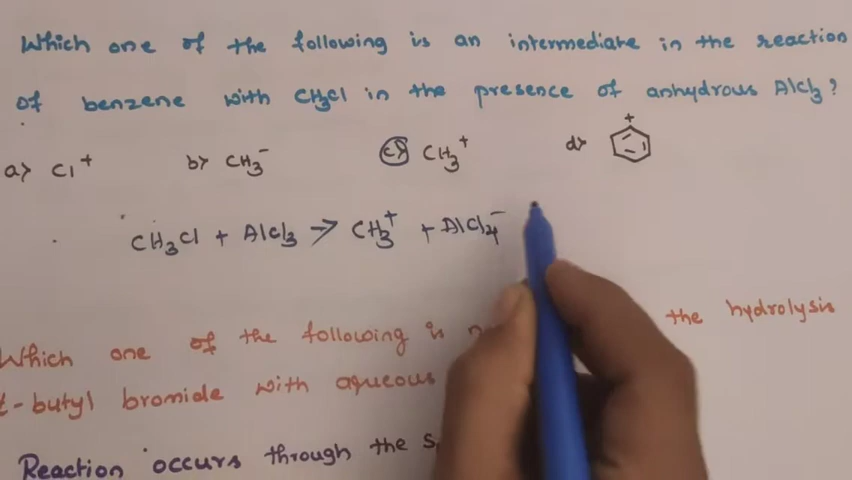 Which one of the following is an intermediate in the reaction
of benzene with CH3Cl in the presence of anhydrous AlCl3?
a) Cl+ b) CH3- c) CH3+ d) +
CH3Cl + AlCl3 → CH3+ + AlCl4-
Which one of the following is the hydrolysis
t-butyl bromide with aqueous
Reaction occurs through the S